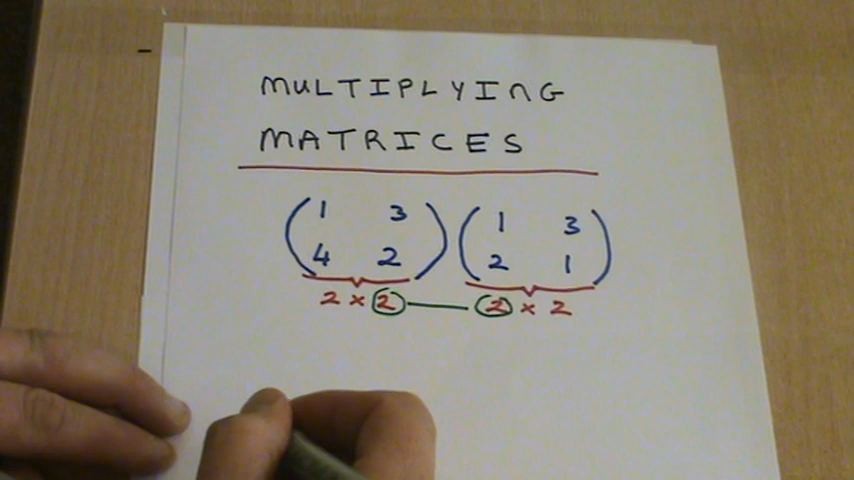 MULTIPLYING
MATRICES
( 1 3 ) ( 1 3 )
( 4 2 ) ( 2 1 )
2 × 2 2 × 2